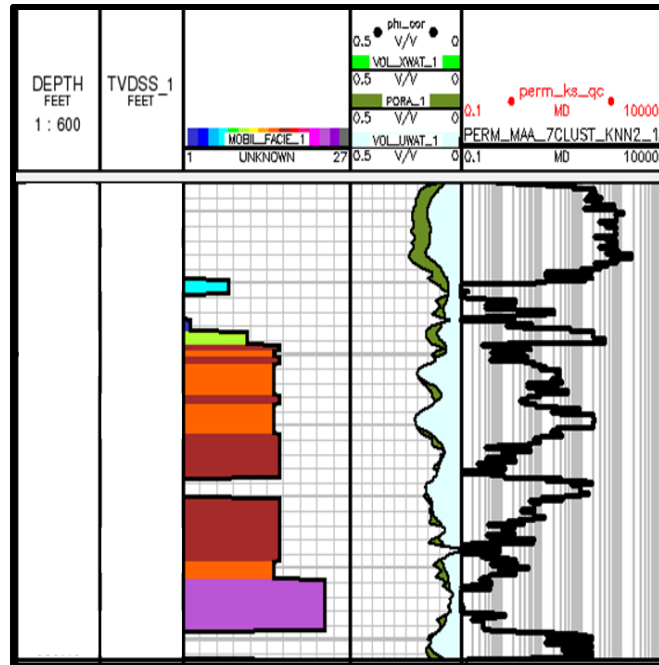 DEPTH
FEET
1 : 600
TVDSS_1
FEET
MOBIL_FACIE_1
1 UNKNOWN 27
phi_cor
0.5 V/V 0
VOL_XWAT_1
0.5 V/V 0
PORA_1
0.5 V/V 0
VOL_UWAT_1
0.5 V/V 0
perm_ks_qc
0.1 MD 10000
PERM_MAA_7CLUST_KNN2_1
0.1 MD 10000